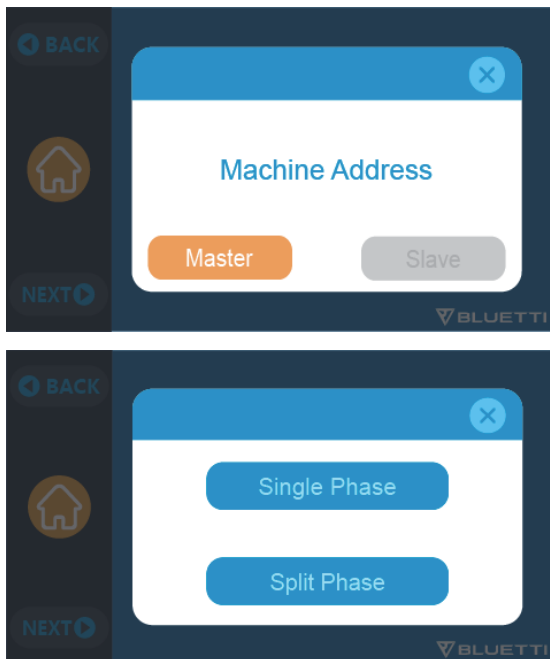 BACK
Machine Address
Master
Slave
NEXT
BLUETTI
BACK
Single Phase
Split Phase
NEXT
BLUETTI